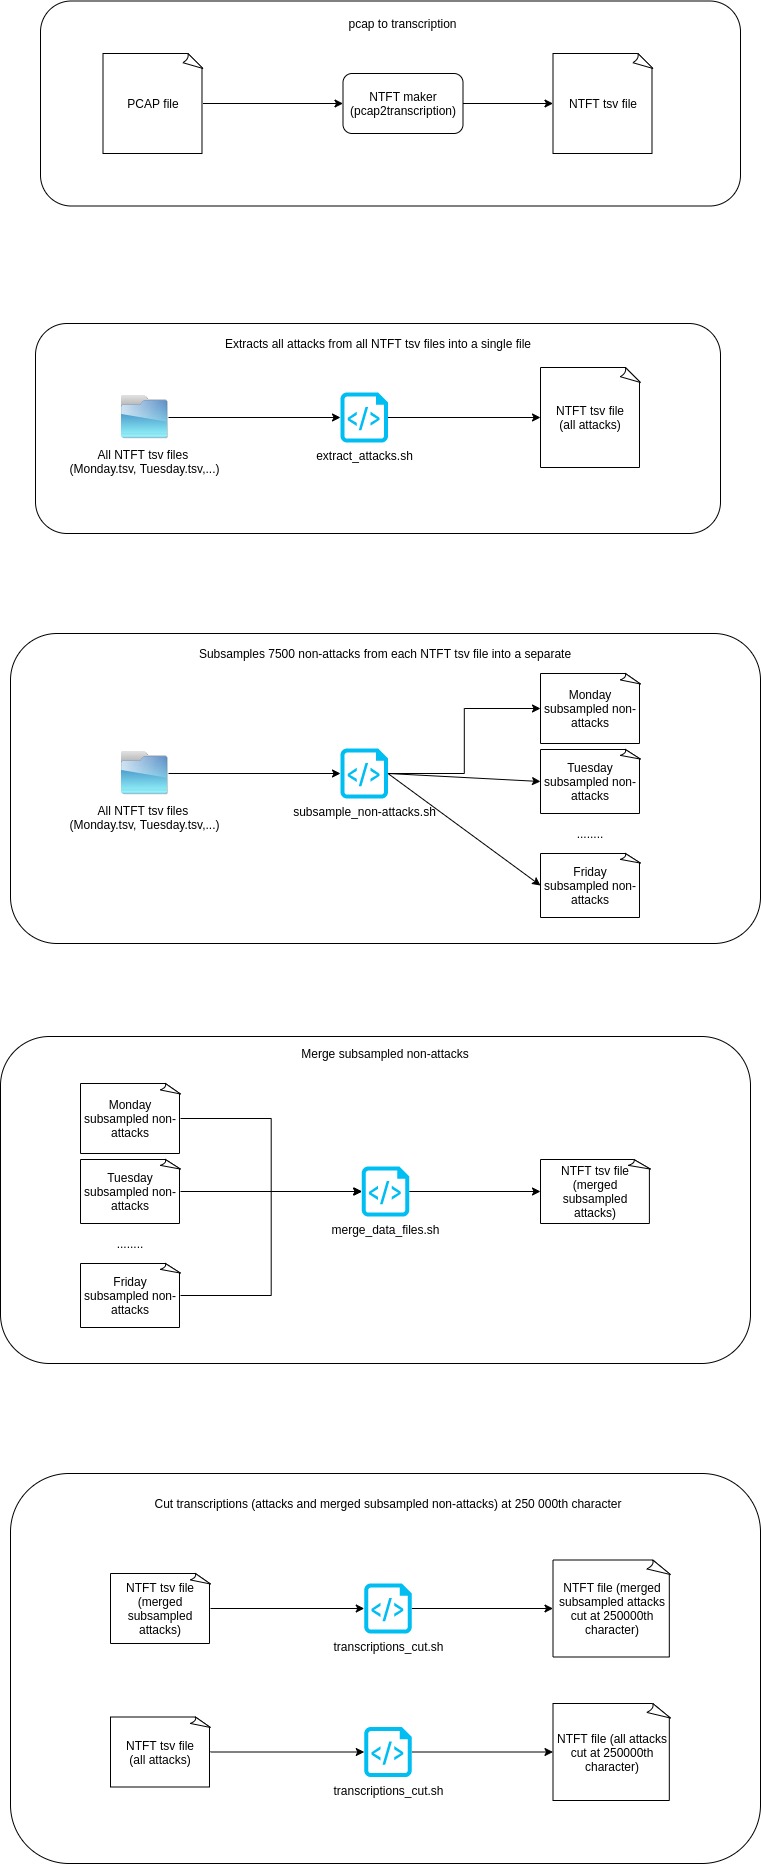 pcap to transcription
PCAP file
NTFT maker
(pcap2transcription)
NTFT tsv file
Extracts all attacks from all NTFT tsv files into a single file
All NTFT tsv files
(Monday.tsv, Tuesday.tsv,...)
extract_attacks.sh
NTFT tsv file
(all attacks)
Subsamples 7500 non-attacks from each NTFT tsv file into a separate
All NTFT tsv files
(Monday.tsv, Tuesday.tsv,...)
subsample_non-attacks.sh
Monday
subsampled non-
attacks
Tuesday
subsampled non-
attacks
........
Friday
subsampled non-
attacks
Merge subsampled non-attacks
Monday
subsampled non-
attacks
Tuesday
subsampled non-
attacks
........
Friday
subsampled non-
attacks
merge_data_files.sh
NTFT tsv file
(merged
subsampled
attacks)
Cut transcriptions (attacks and merged subsampled non-attacks) at 250 000th character
NTFT tsv file
(merged
subsampled
attacks)
transcriptions_cut.sh
NTFT file (merged
subsampled attacks
cut at 250000th
character)
NTFT tsv file
(all attacks)
transcriptions_cut.sh
NTFT file (all attacks
cut at 250000th
character)